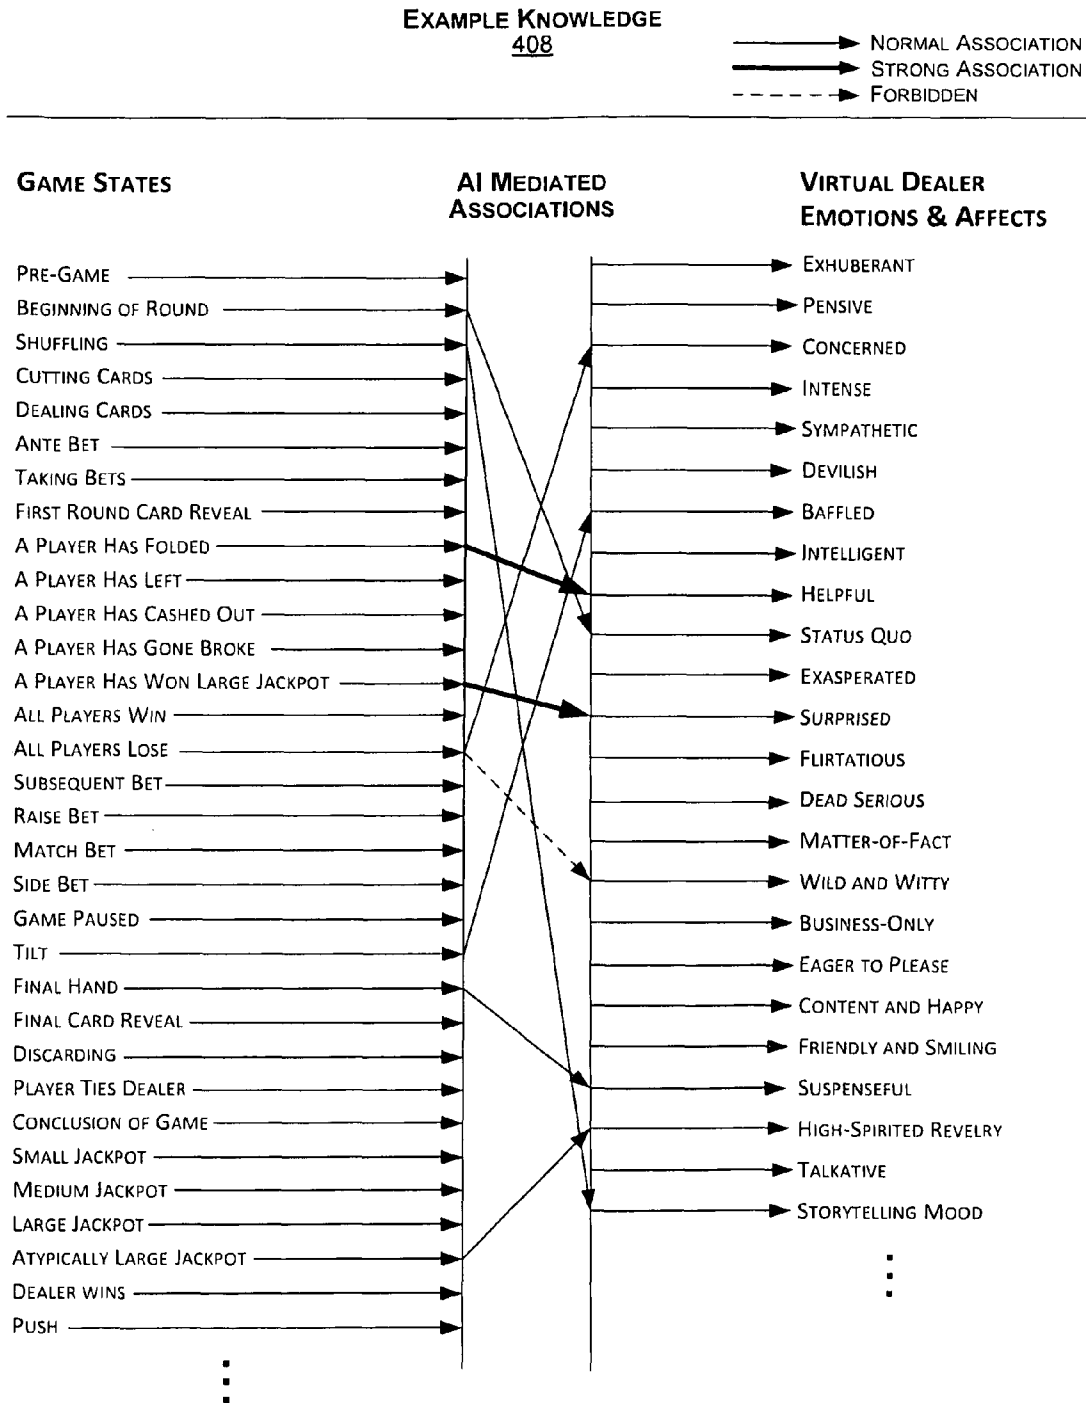 EXAMPLE KNOWLEDGE
408
NORMAL ASSOCIATION
STRONG ASSOCIATION
FORBIDDEN
GAME STATES
AI MEDIATED
ASSOCIATIONS
VIRTUAL DEALER
EMOTIONS & AFFECTS
PRE-GAME
BEGINNING OF ROUND
SHUFFLING
CUTTING CARDS
DEALING CARDS
ANTE BET
TAKING BETS
FIRST ROUND CARD REVEAL
A PLAYER HAS FOLDED
A PLAYER HAS LEFT
A PLAYER HAS CASHED OUT
A PLAYER HAS GONE BROKE
A PLAYER HAS WON LARGE JACKPOT
ALL PLAYERS WIN
ALL PLAYERS LOSE
SUBSEQUENT BET
RAISE BET
MATCH BET
SIDE BET
GAME PAUSED
TILT
FINAL HAND
FINAL CARD REVEAL
DISCARDING
PLAYER TIES DEALER
CONCLUSION OF GAME
SMALL JACKPOT
MEDIUM JACKPOT
LARGE JACKPOT
ATYPICALLY LARGE JACKPOT
DEALER WINS
PUSH
EXHUBERANT
PENSIVE
CONCERNED
INTENSE
SYMPATHETIC
DEVILISH
BAFFLED
INTELLIGENT
HELPFUL
STATUS QUO
EXASPERATED
SURPRISED
FLIRTATIOUS
DEAD SERIOUS
MATTER-OF-FACT
WILD AND WITTY
BUSINESS-ONLY
EAGER TO PLEASE
CONTENT AND HAPPY
FRIENDLY AND SMILING
SUSPENSEFUL
HIGH-SPIRITED REVELRY
TALKATIVE
STORYTELLING MOOD